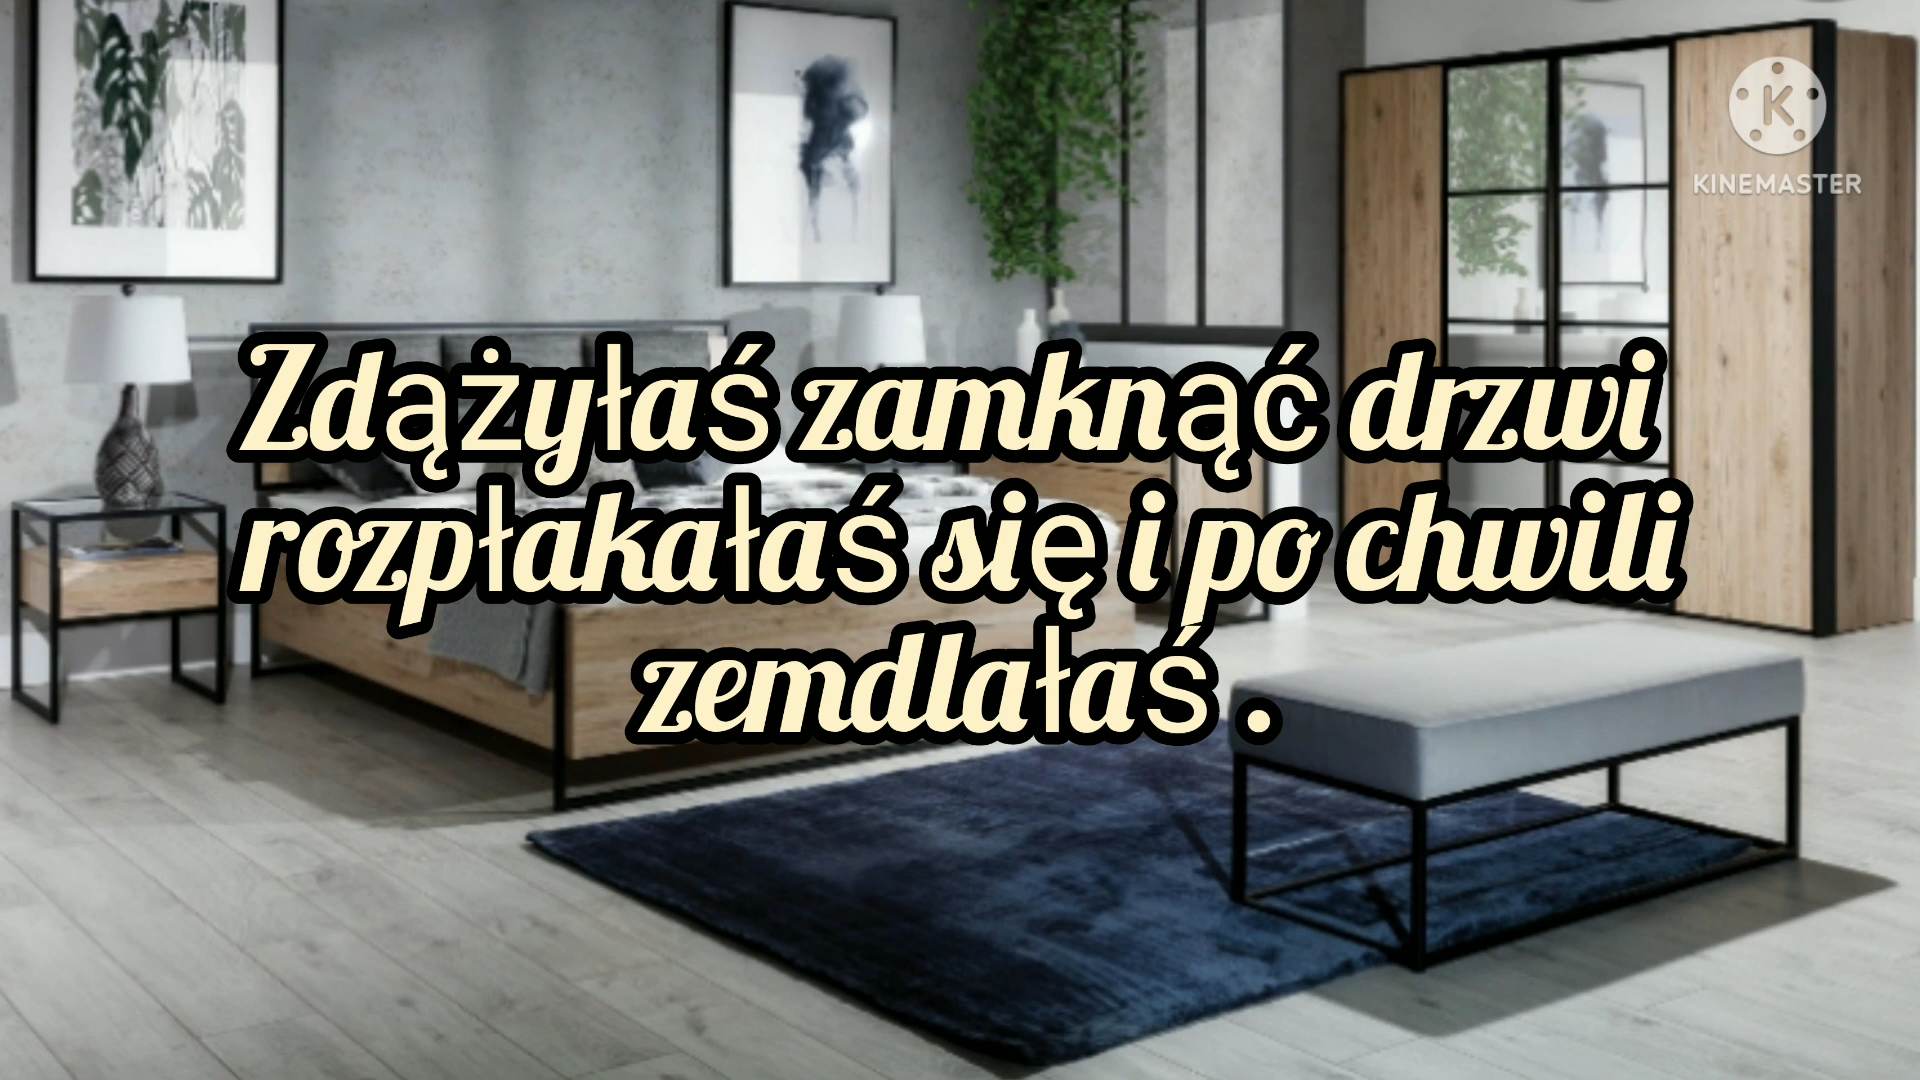 KINEMASTER
Zdążyłaś zamknąć drzwi
rozpłakałaś się i po chwili
zemdlałaś .